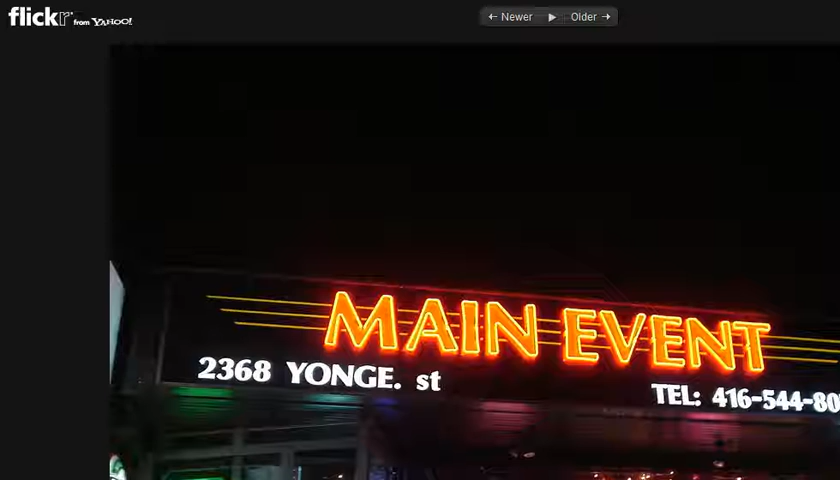 flickr from YAHOO!
← Newer ► Older →
MAIN EVENT
2368 YONGE. st
TEL: 416-544-80